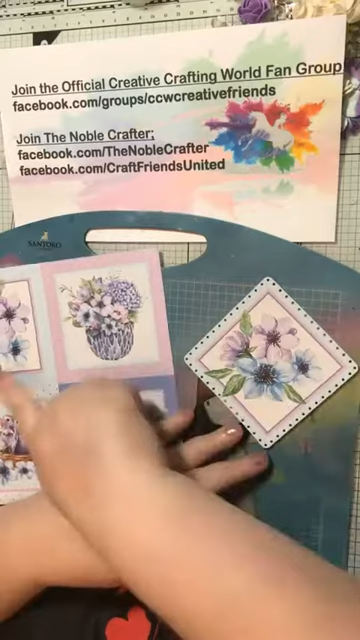 Join the Official Creative Crafting World Fan Group
facebook.com/groups/ccwcreativefriends
Join The Noble Crafter;
facebook.com/TheNobleCrafter
facebook.com/CraftFriendsUnited
SANTORO